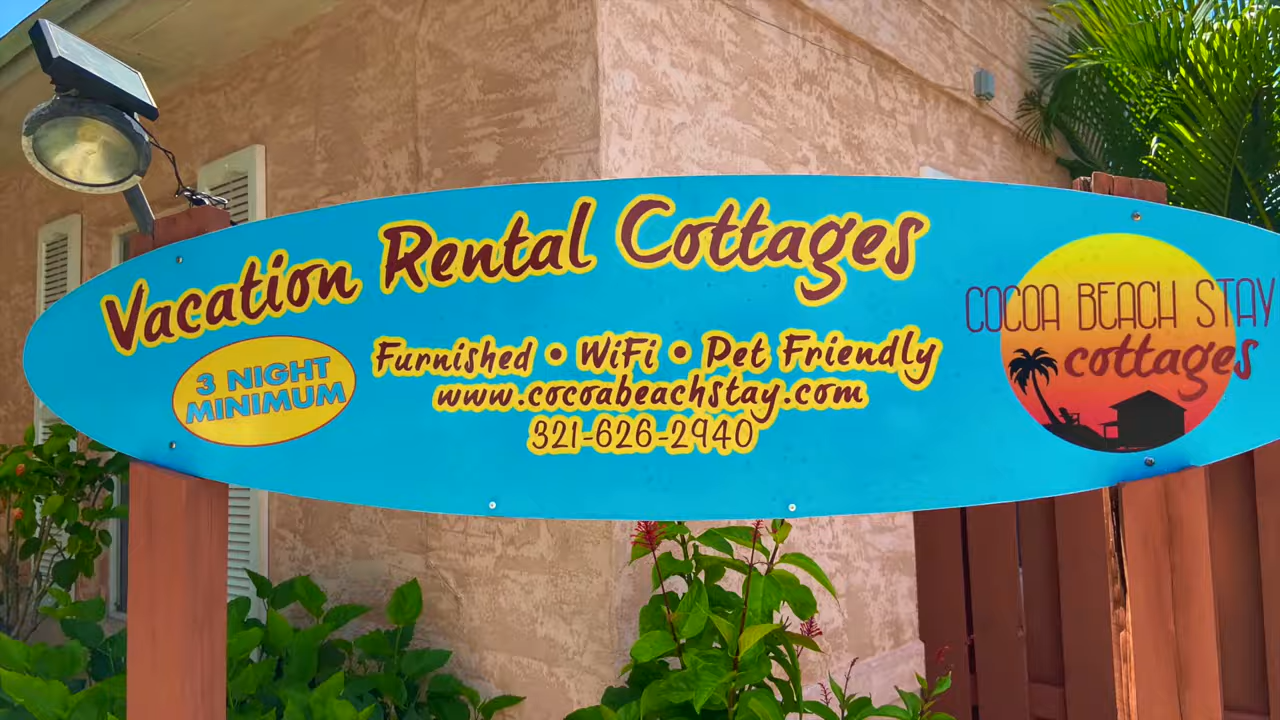 Vacation Rental Cottages
3 NIGHT
MINIMUM
Furnished • WiFi • Pet Friendly
www.cocoabeachstay.com
321-626-2940
COCOA BEACH STAY
cottages